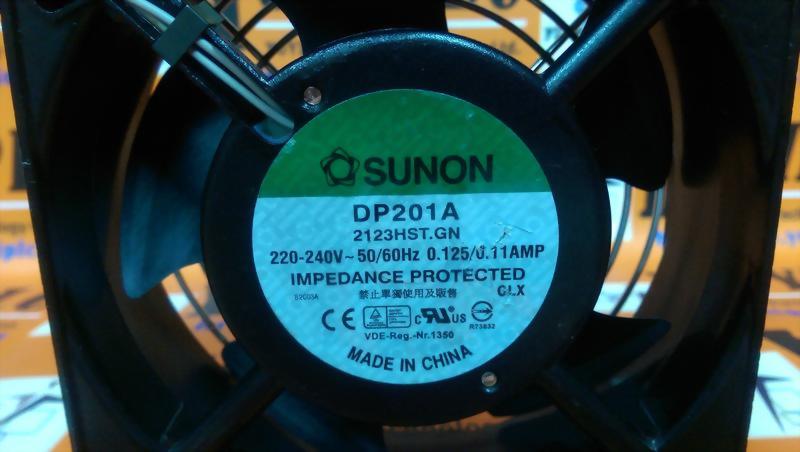 SUNON
DP201A
2123HST.GN
220-240V~50/60Hz 0.125/0.11AMP
IMPEDANCE PROTECTED
禁止單獨使用及販售
CLX
CE c UR US
R73832
VDE-Reg.-Nr.1350
MADE IN CHINA